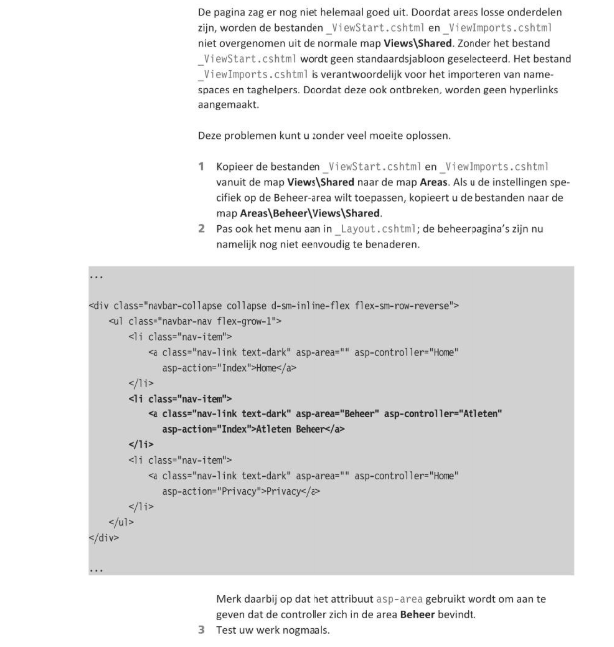 De pagina zag er nog niet helemaal goed uit. Doordat areas losse onderdelen
zijn, worden de bestanden _ViewStart.cshtml en _ViewImports.cshtml
niet overgenomen uit de normale map Views\Shared. Zonder het bestand
_ViewStart.cshtml wordt geen standaardsjabloon geselecteerd. Het bestand
_ViewImports.cshtml is verantwoordelijk voor het importeren van name-
spaces en taghelpers. Doordat deze ook ontbreken, worden geen hyperlinks
aangemaakt.
Deze problemen kunt u zonder veel moeite oplossen.
1 Kopieer de bestanden _ViewStart.cshtml en _ViewImports.cshtml
vanuit de map Views\Shared naar de map Areas. Als u de instellingen spe-
cifiek op de Beheer-area wilt toepassen, kopieert u de bestanden naar de
map Areas\Beheer\Views\Shared.
2 Pas ook het menu aan in _Layout.cshtml; de beheerpagina's zijn nu
namelijk nog niet eenvoudig te benaderen.
...
<div class="navbar-collapse collapse d-sm-inline-flex flex-sm-row-reverse">
<ul class="navbar-nav flex-grow-1">
<li class="nav-item">
<a class="nav-link text-dark" asp-area="" asp-controller="Home"
asp-action="Index">Home</a>
</li>
<li class="nav-item">
<a class="nav-link text-dark" asp-area="Beheer" asp-controller="Atleten"
asp-action="Index">Atleten Beheer</a>
</li>
<li class="nav-item">
<a class="nav-link text-dark" asp-area="" asp-controller="Home"
asp-action="Privacy">Privacy</a>
</li>
</ul>
</div>
...
Merk daarbij op dat het attribuut asp-area gebruikt wordt om aan te
geven dat de controller zich in de area Beheer bevindt.
3 Test uw werk nogmaals.